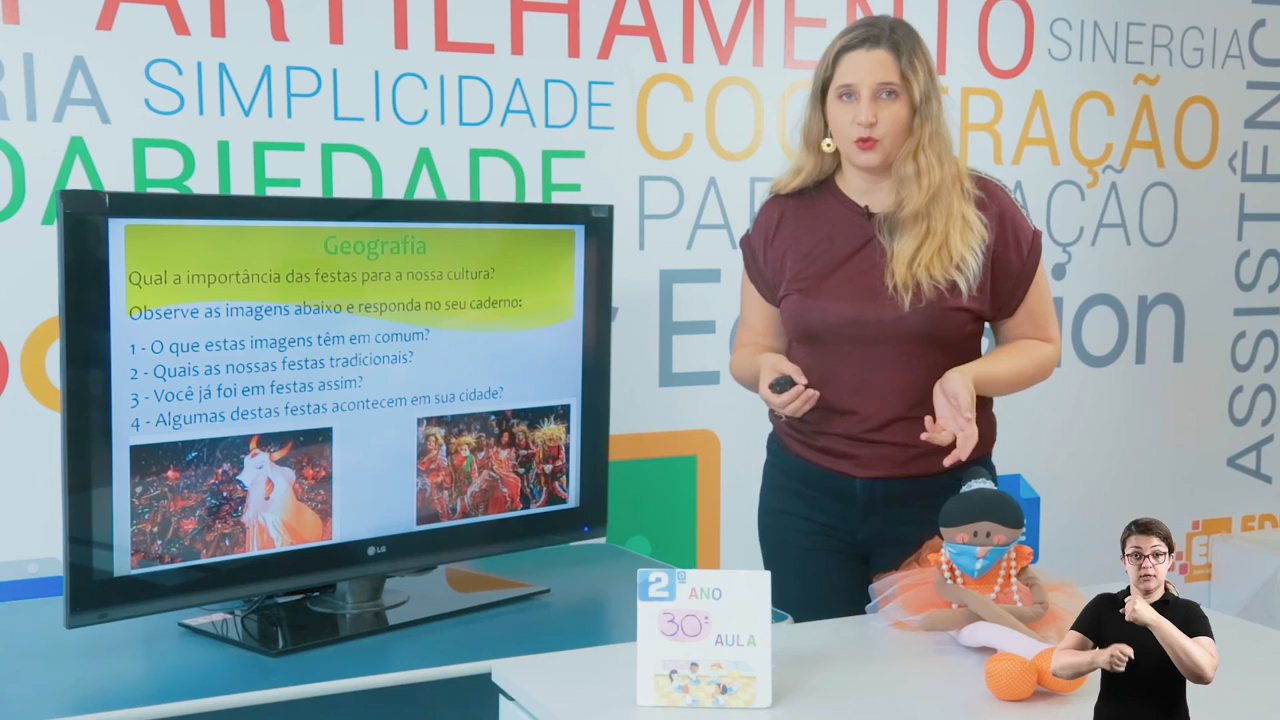 PARTILHAMENTO
SINERGIA
SIMPLICIDADE
DARIEDADE
ASSISTÊNCI
Geografia
Qual a importância das festas para a nossa cultura?
Observe as imagens abaixo e responda no seu caderno:
1 - O que estas imagens têm em comum?
2 - Quais as nossas festas tradicionais?
3 - Você já foi em festas assim?
4 - Algumas destas festas acontecem em sua cidade?
LG
2º ANO
30ª
AULA